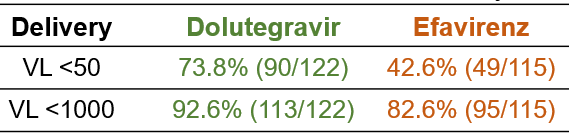 Delivery Dolutegravir Efavirenz
VL <50 73.8% (90/122) 42.6% (49/115)
VL <1000 92.6% (113/122) 82.6% (95/115)